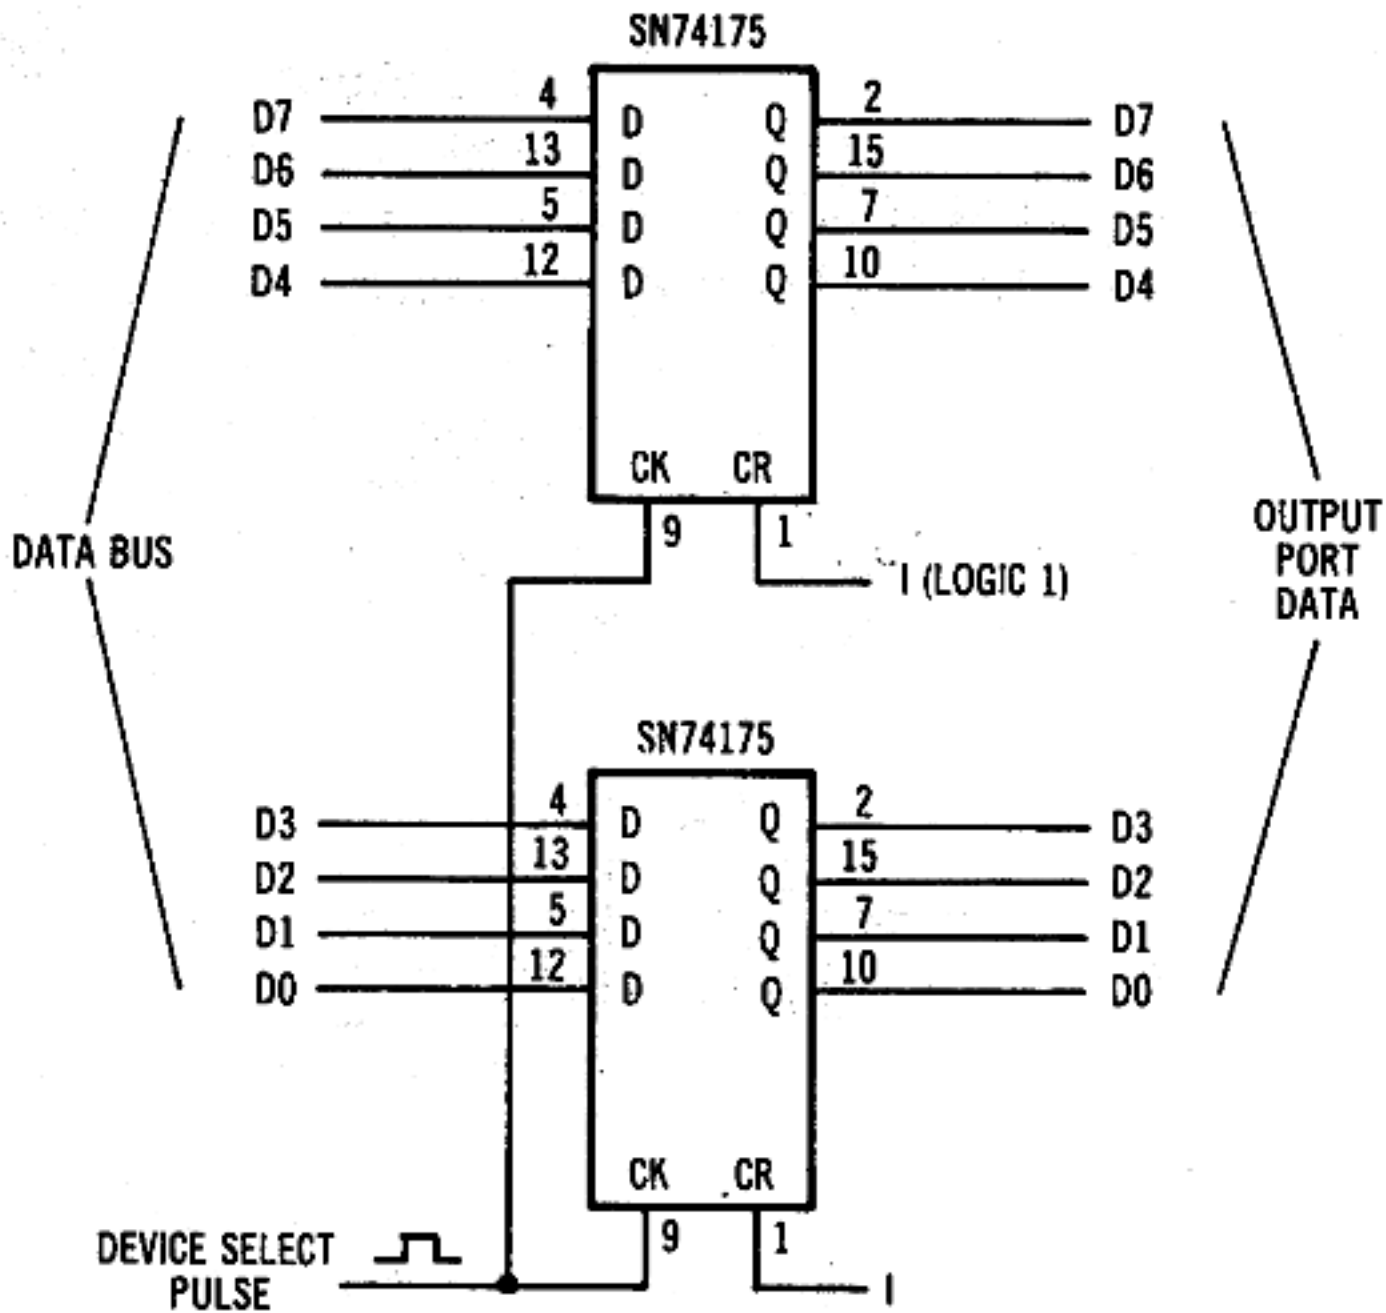 SN74175
D7 4 D Q 2 D7
D6 13 D Q 15 D6
D5 5 D Q 7 D5
D4 12 D Q 10 D4
CK CR
9 1
I (LOGIC 1)
DATA BUS
OUTPUT
PORT
DATA
SN74175
D3 4 D Q 2 D3
D2 13 D Q 15 D2
D1 5 D Q 7 D1
D0 12 D Q 10 D0
CK CR
9 1
DEVICE SELECT
PULSE
I